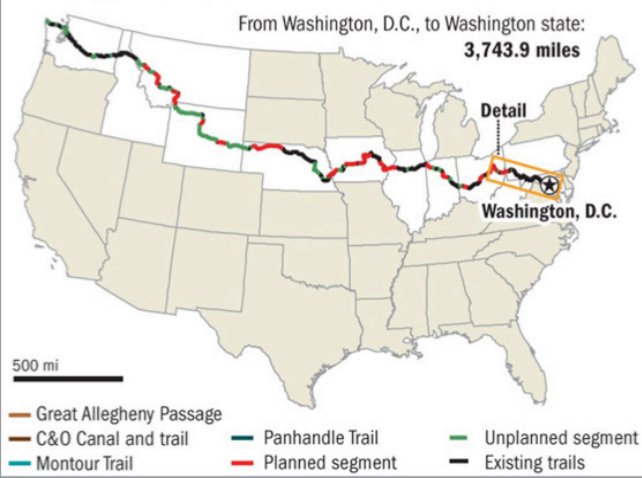 From Washington, D.C., to Washington state:
3,743.9 miles
Detail
Washington, D.C.
500 mi
Great Allegheny Passage
C&O Canal and trail
Panhandle Trail
Unplanned segment
Montour Trail
Planned segment
Existing trails